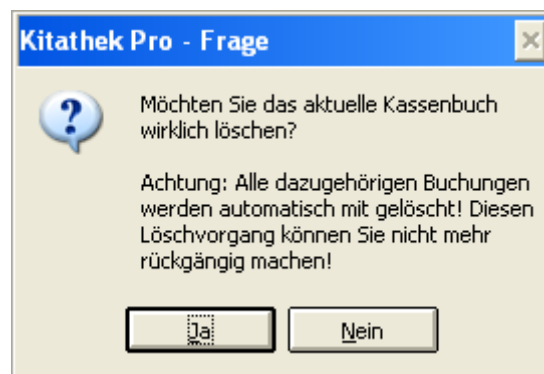 Kitathek Pro - Frage
Möchten Sie das aktuelle Kassenbuch
wirklich löschen?
Achtung: Alle dazugehörigen Buchungen
werden automatisch mit gelöscht! Diesen
Löschvorgang können Sie nicht mehr
rückgängig machen!
Ja
Nein